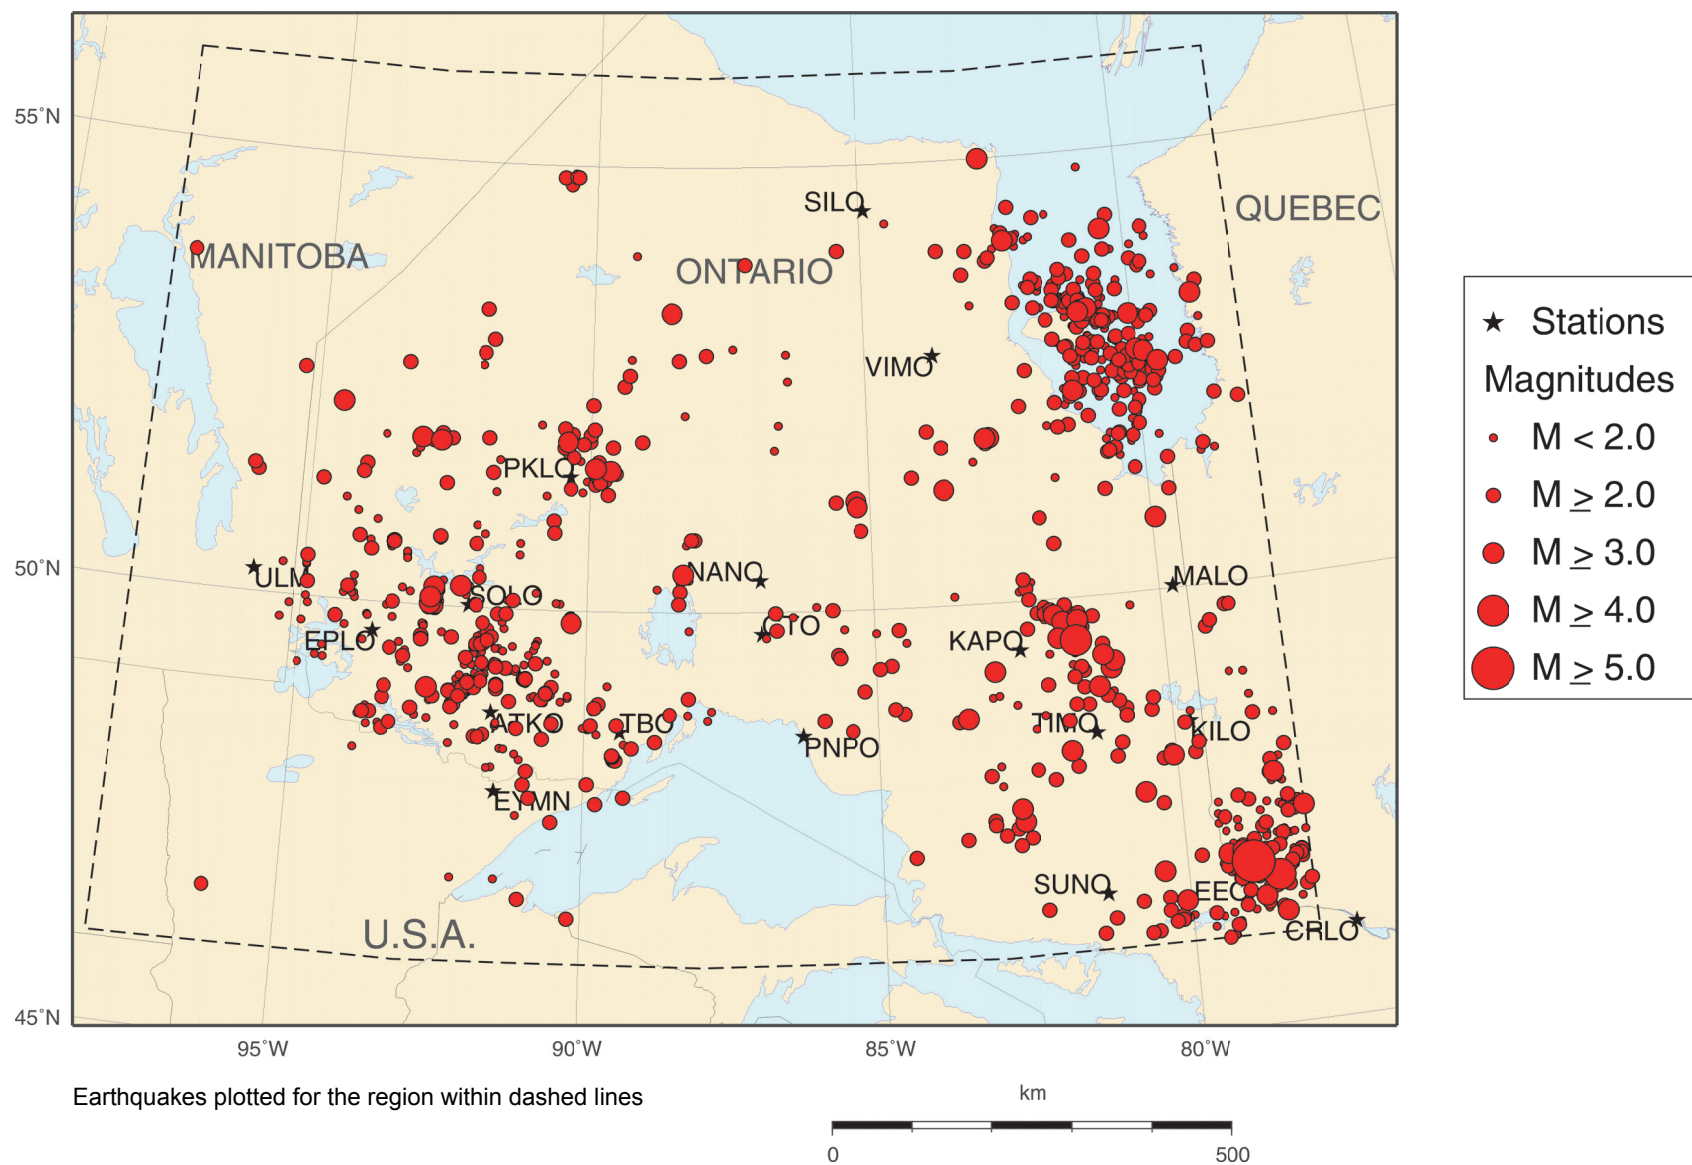 55°N
50°N
45°N
SILO
QUEBEC
MANITOBA
ONTARIO
VIMO
PKLO
ULM
NANO
MALO
SOLO
EPLO
OTO
KAPO
ATKO
TBO
PNPO
TIMO
KILO
EYMN
SUNO
EEO
U.S.A.
CRLO
95°W
90°W
85°W
80°W
Stations
Magnitudes
M < 2.0
M ≥ 2.0
M ≥ 3.0
M ≥ 4.0
M ≥ 5.0
Earthquakes plotted for the region within dashed lines
km
0
500